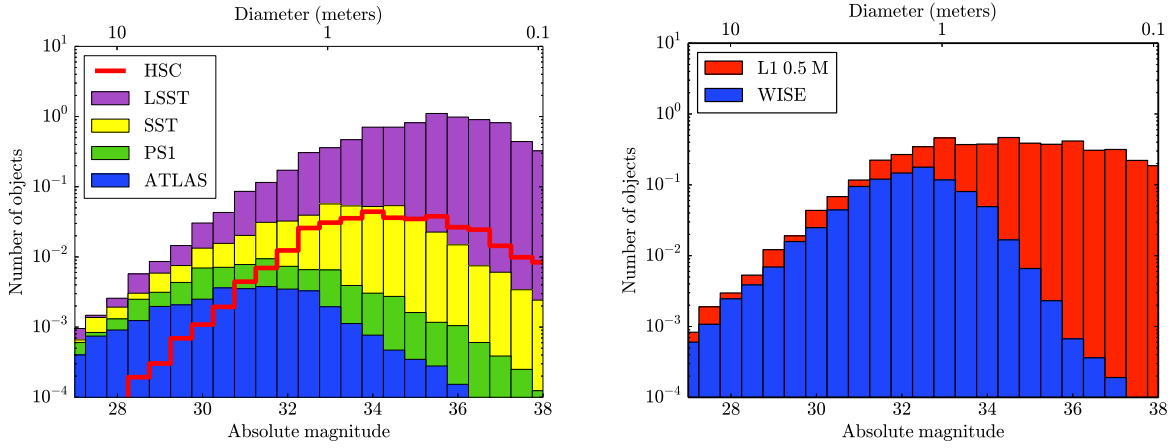 Diameter (meters)
10 1 0.1
10^1
10^0
10^-1
10^-2
10^-3
10^-4
Number of objects
HSC
LSST
SST
PS1
ATLAS
28 30 32 34 36 38
Absolute magnitude
Diameter (meters)
10 1 0.1
10^1
10^0
10^-1
10^-2
10^-3
10^-4
Number of objects
L1 0.5 M
WISE
28 30 32 34 36 38
Absolute magnitude